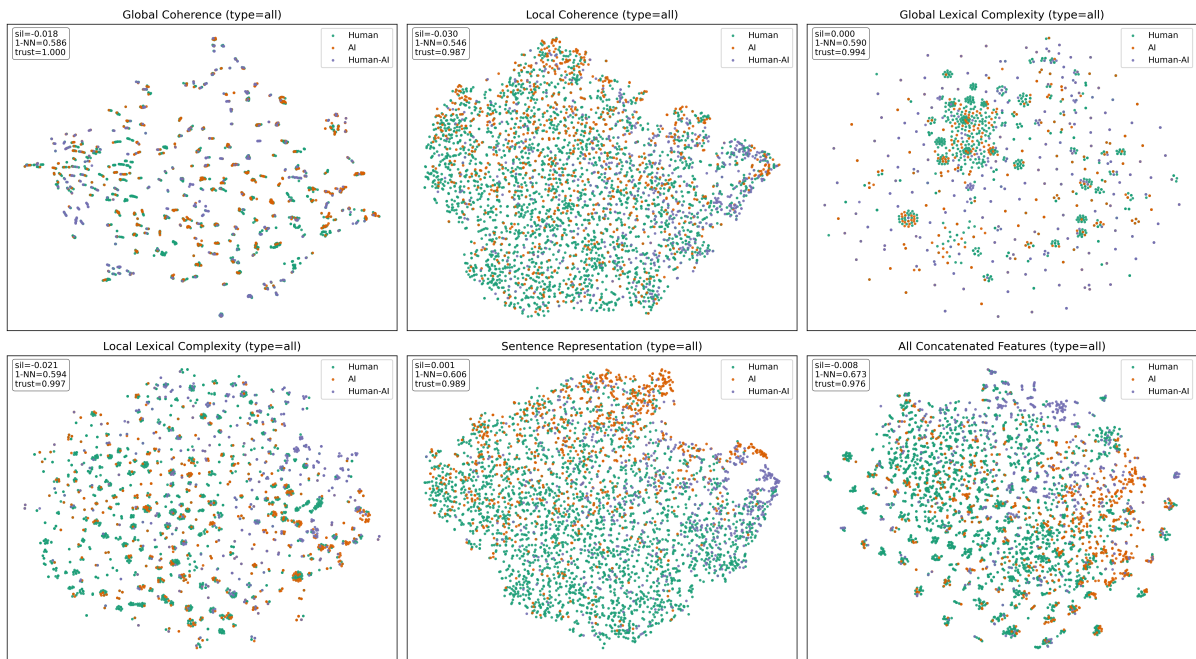 Global Coherence (type=all)
sil=-0.018
1-NN=0.586
trust=1.000
Human
AI
Human-AI
Local Coherence (type=all)
sil=-0.030
1-NN=0.546
trust=0.987
Human
AI
Human-AI
Global Lexical Complexity (type=all)
sil=0.000
1-NN=0.590
trust=0.994
Human
AI
Human-AI
Local Lexical Complexity (type=all)
sil=-0.021
1-NN=0.594
trust=0.997
Human
AI
Human-AI
Sentence Representation (type=all)
sil=0.001
1-NN=0.606
trust=0.989
Human
AI
Human-AI
All Concatenated Features (type=all)
sil=-0.008
1-NN=0.673
trust=0.976
Human
AI
Human-AI